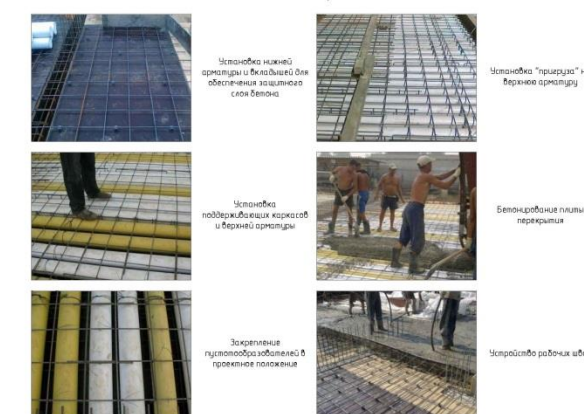 Установка нижней
арматуры и вкладышей для
обеспечения защитного
слоя бетона
Установка "пригруза" н
верхнюю арматуру
Установка
поддерживающих каркасов
и верхней арматуры
Бетонирование плиты
перекрытия
Закрепление
пустотообразователей в
проектное положение
Устройство рабочих шв